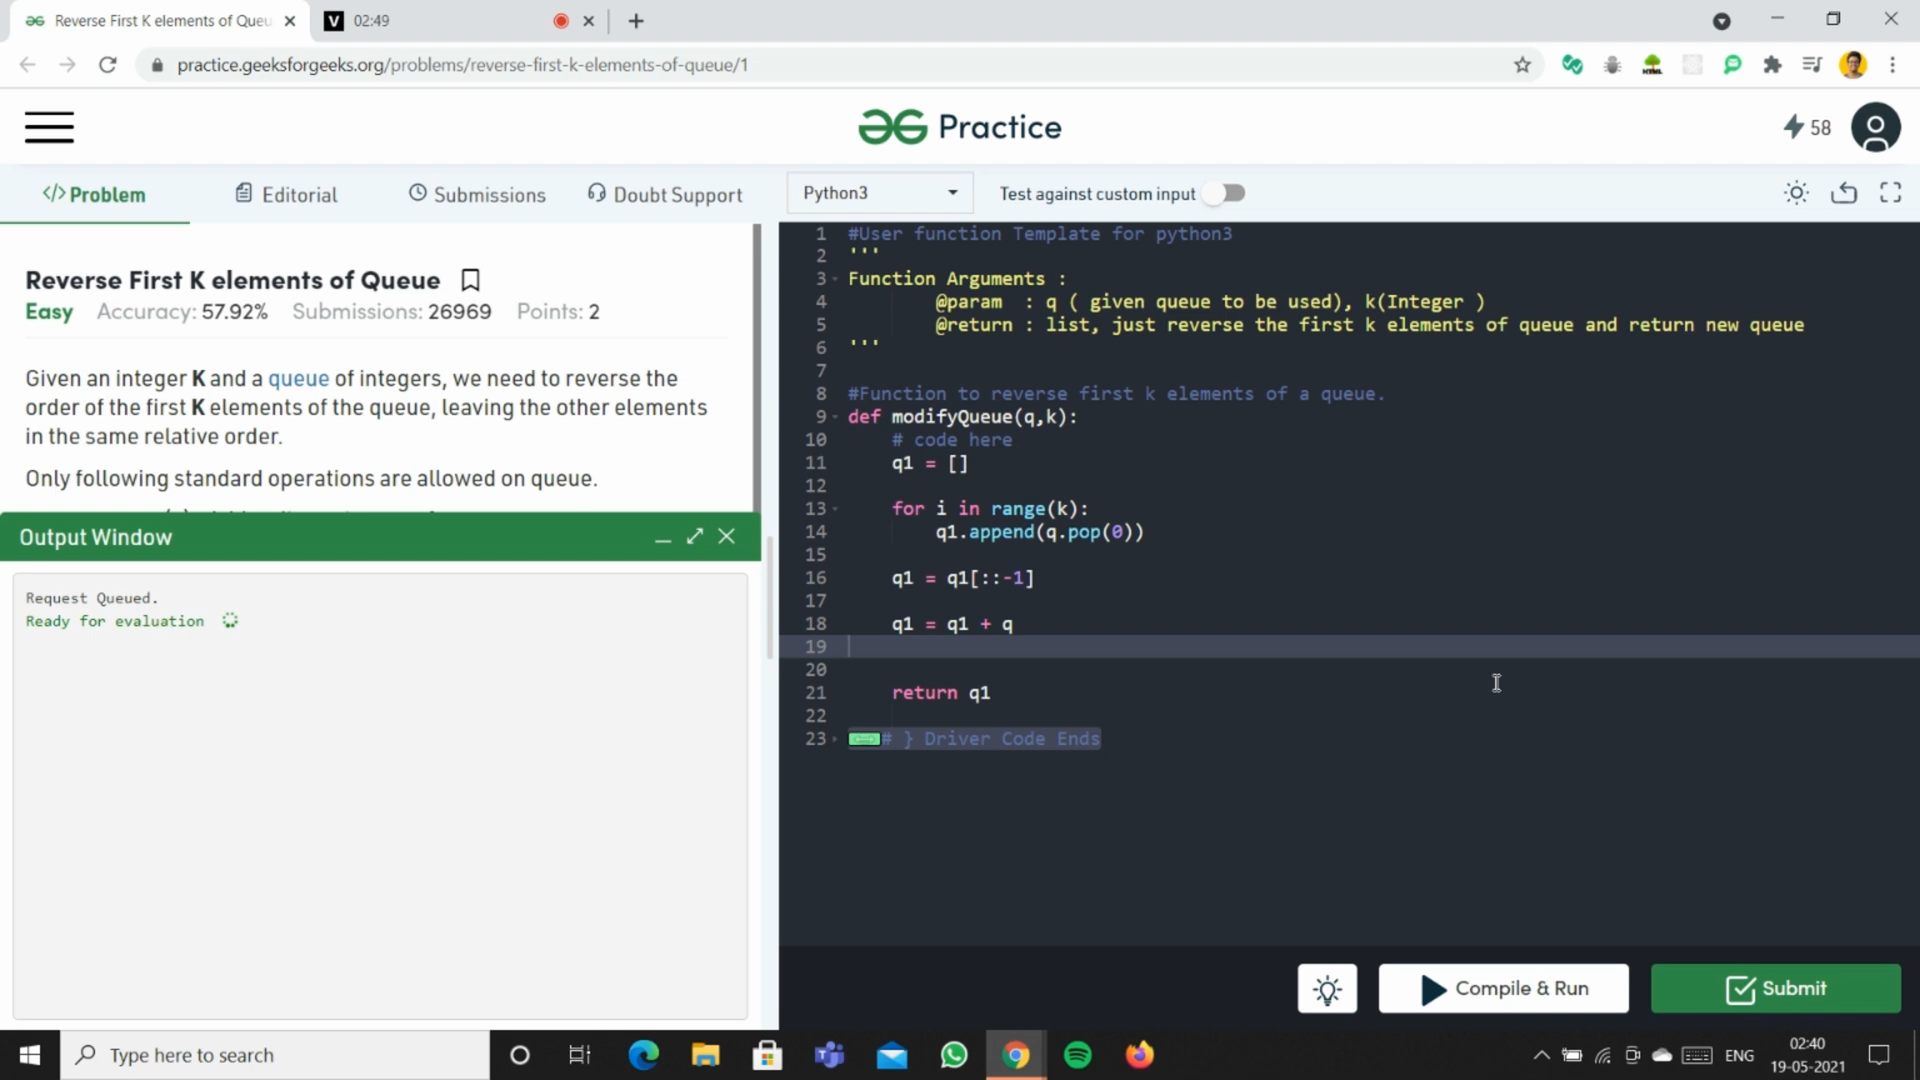 Reverse First K elements of Queu
V 02:49
practice.geeksforgeeks.org/problems/reverse-first-k-elements-of-queue/1
Practice
58
</> Problem
Editorial
Submissions
Doubt Support
Python3
Test against custom input
Reverse First K elements of Queue
Easy Accuracy: 57.92% Submissions: 26969 Points: 2
Given an integer K and a queue of integers, we need to reverse the
order of the first K elements of the queue, leaving the other elements
in the same relative order.
Only following standard operations are allowed on queue.
Output Window
Request Queued.
Ready for evaluation
1 #User function Template for python3
2 '''
3 Function Arguments :
4 @param : q ( given queue to be used), k(Integer )
5 @return : list, just reverse the first k elements of queue and return new queue
6 '''
7
8 #Function to reverse first k elements of a queue.
9 def modifyQueue(q,k):
10 # code here
11 q1 = []
12
13 for i in range(k):
14 q1.append(q.pop(0))
15
16 q1 = q1[::-1]
17
18 q1 = q1 + q
19
20
21 return q1
22
23 # } Driver Code Ends
Compile & Run
Submit
Type here to search
ENG
02:40
19-05-2021